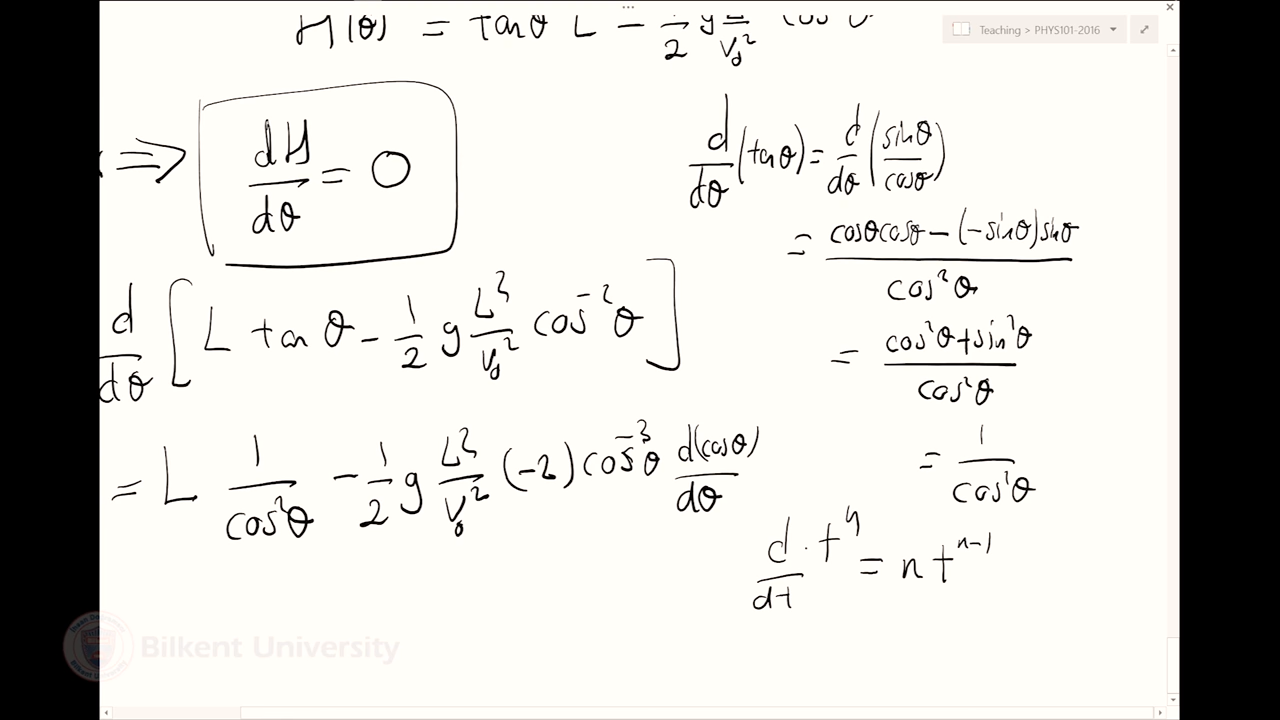 H(θ) = tanθ L − 1/2 g L²/V₀² cos⁻²θ
Teaching > PHYS101-2016
⇒ dH/dθ = 0
d/dθ (tanθ) = d/dθ (sinθ/cosθ)
= (cosθcosθ − (−sinθ)sinθ)/cos²θ
= (cos²θ+sin²θ)/cos²θ
= 1/cos²θ
d/dθ [L tanθ − 1/2 g L²/V₀² cos⁻²θ]
= L 1/cos²θ − 1/2 g L²/V₀² (−2) cos⁻³θ d(cosθ)/dθ
d/dt · tⁿ = n tⁿ⁻¹
Bilkent University